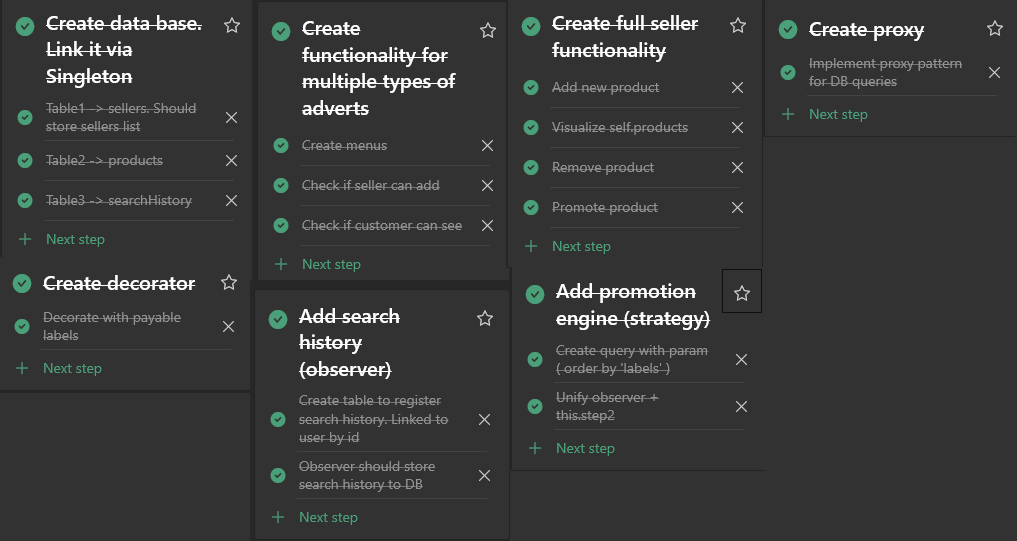 Create data base.
Link it via
Singleton
Table1 -> sellers. Should
store sellers list
Table2 -> products
Table3 -> searchHistory
Next step
Create
functionality for
multiple types of
adverts
Create menus
Check if seller can add
Check if customer can see
Next step
Create full seller
functionality
Add new product
Visualize self.products
Remove product
Promote product
Next step
Create proxy
Implement proxy pattern
for DB queries
Next step
Create decorator
Decorate with payable
labels
Next step
Add search
history
(observer)
Create table to register
search history. Linked to
user by id
Observer should store
search history to DB
Next step
Add promotion
engine (strategy)
Create query with param
( order by 'labels' )
Unify observer +
this.step2
Next step